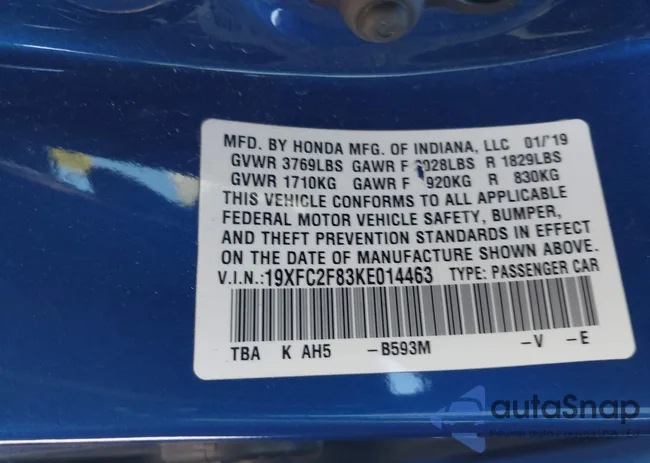 MFD. BY HONDA MFG. OF INDIANA, LLC 01/'19
GVWR 3769LBS GAWR F 2028LBS R 1829LBS
GVWR 1710KG GAWR F 920KG R 830KG
THIS VEHICLE CONFORMS TO ALL APPLICABLE
FEDERAL MOTOR VEHICLE SAFETY, BUMPER,
AND THEFT PREVENTION STANDARDS IN EFFECT
ON THE DATE OF MANUFACTURE SHOWN ABOVE.
V.I.N.:19XFC2F83KE014463 TYPE: PASSENGER CAR
TBA K AH5 -B593M -V -E
autoSnap